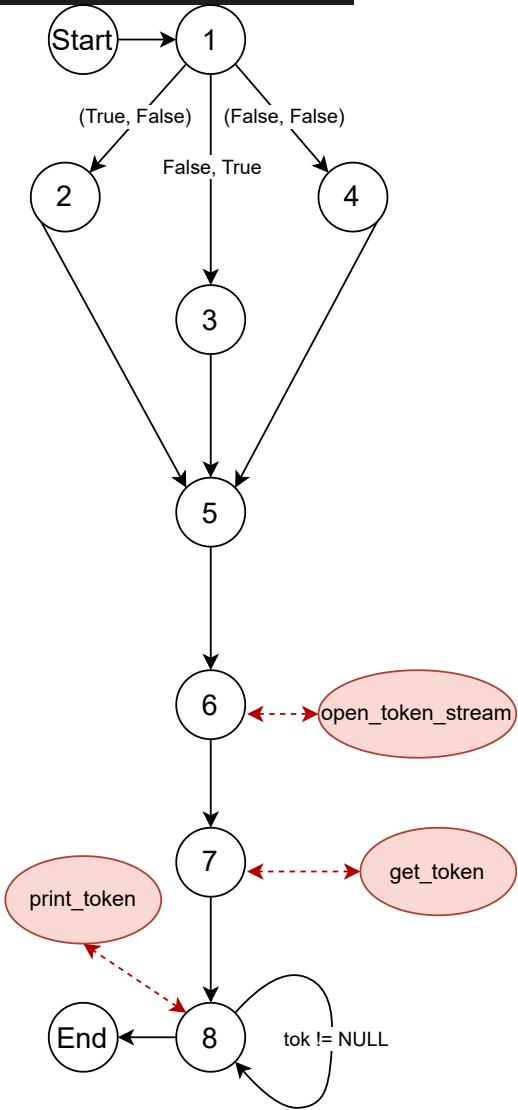 Start
1
(True, False)
(False, False)
False, True
2
4
3
5
6
open_token_stream
7
get_token
print_token
End
8
tok != NULL